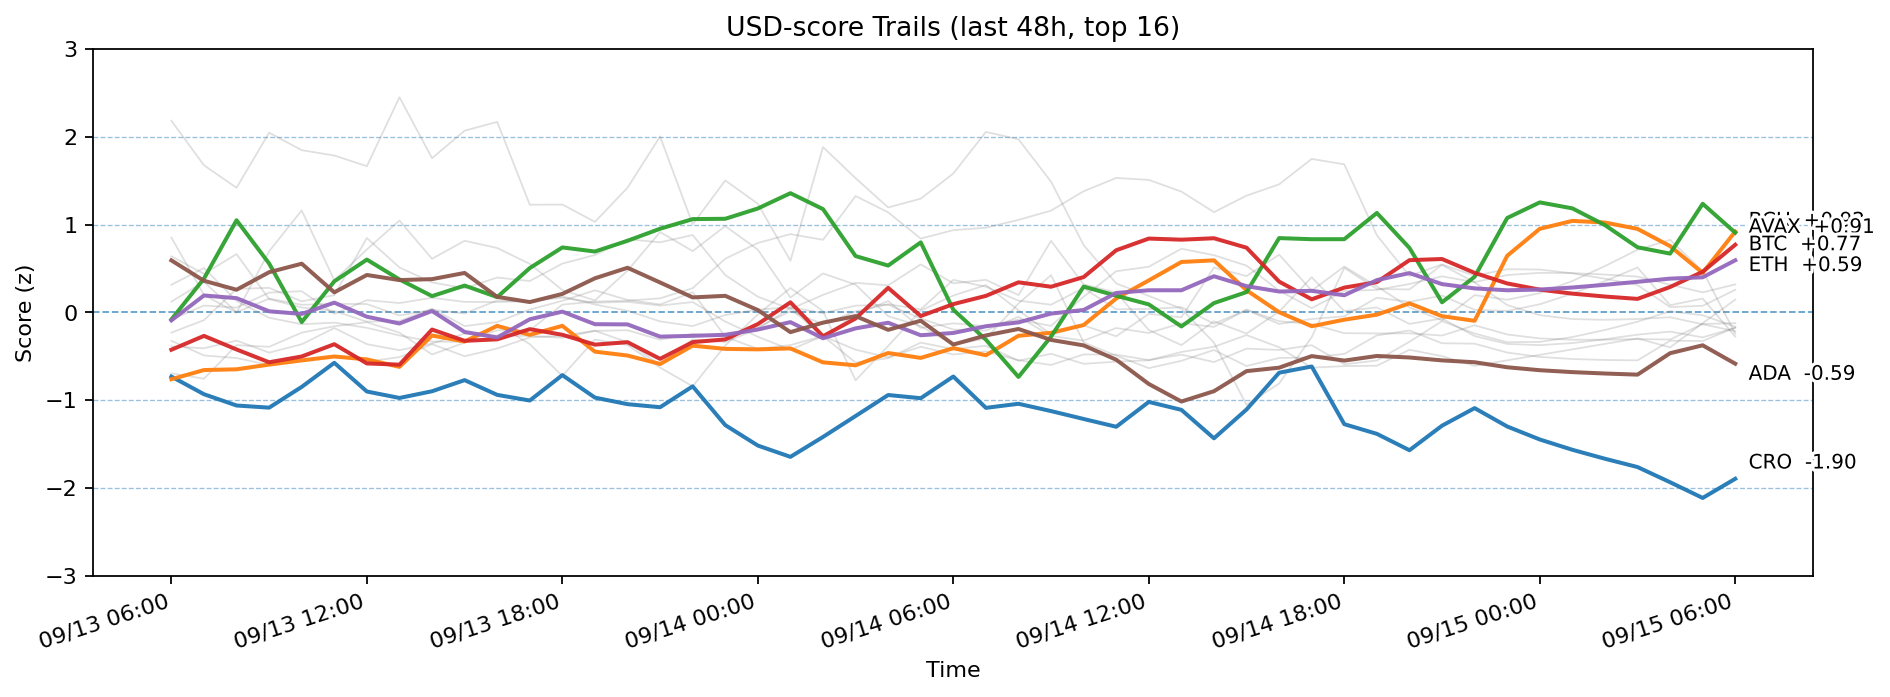 USD-score Trails (last 48h, top 16)
Score (z)
3
2
1
0
−1
−2
−3
AVAX +0.91
BTC +0.77
ETH +0.59
ADA -0.59
CRO -1.90
09/13 06:00
09/13 12:00
09/13 18:00
09/14 00:00
09/14 06:00
09/14 12:00
09/14 18:00
09/15 00:00
09/15 06:00
Time